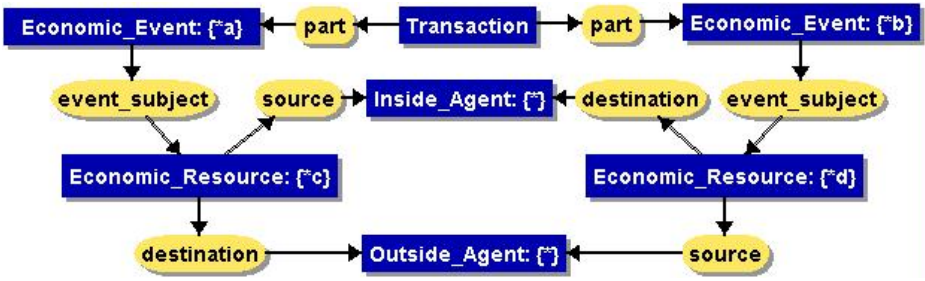 Economic_Event: {*a}
part
Transaction
part
Economic_Event: {*b}
event_subject
source
Inside_Agent: {*}
destination
event_subject
Economic_Resource: {*c}
Economic_Resource: {*d}
destination
Outside_Agent: {*}
source